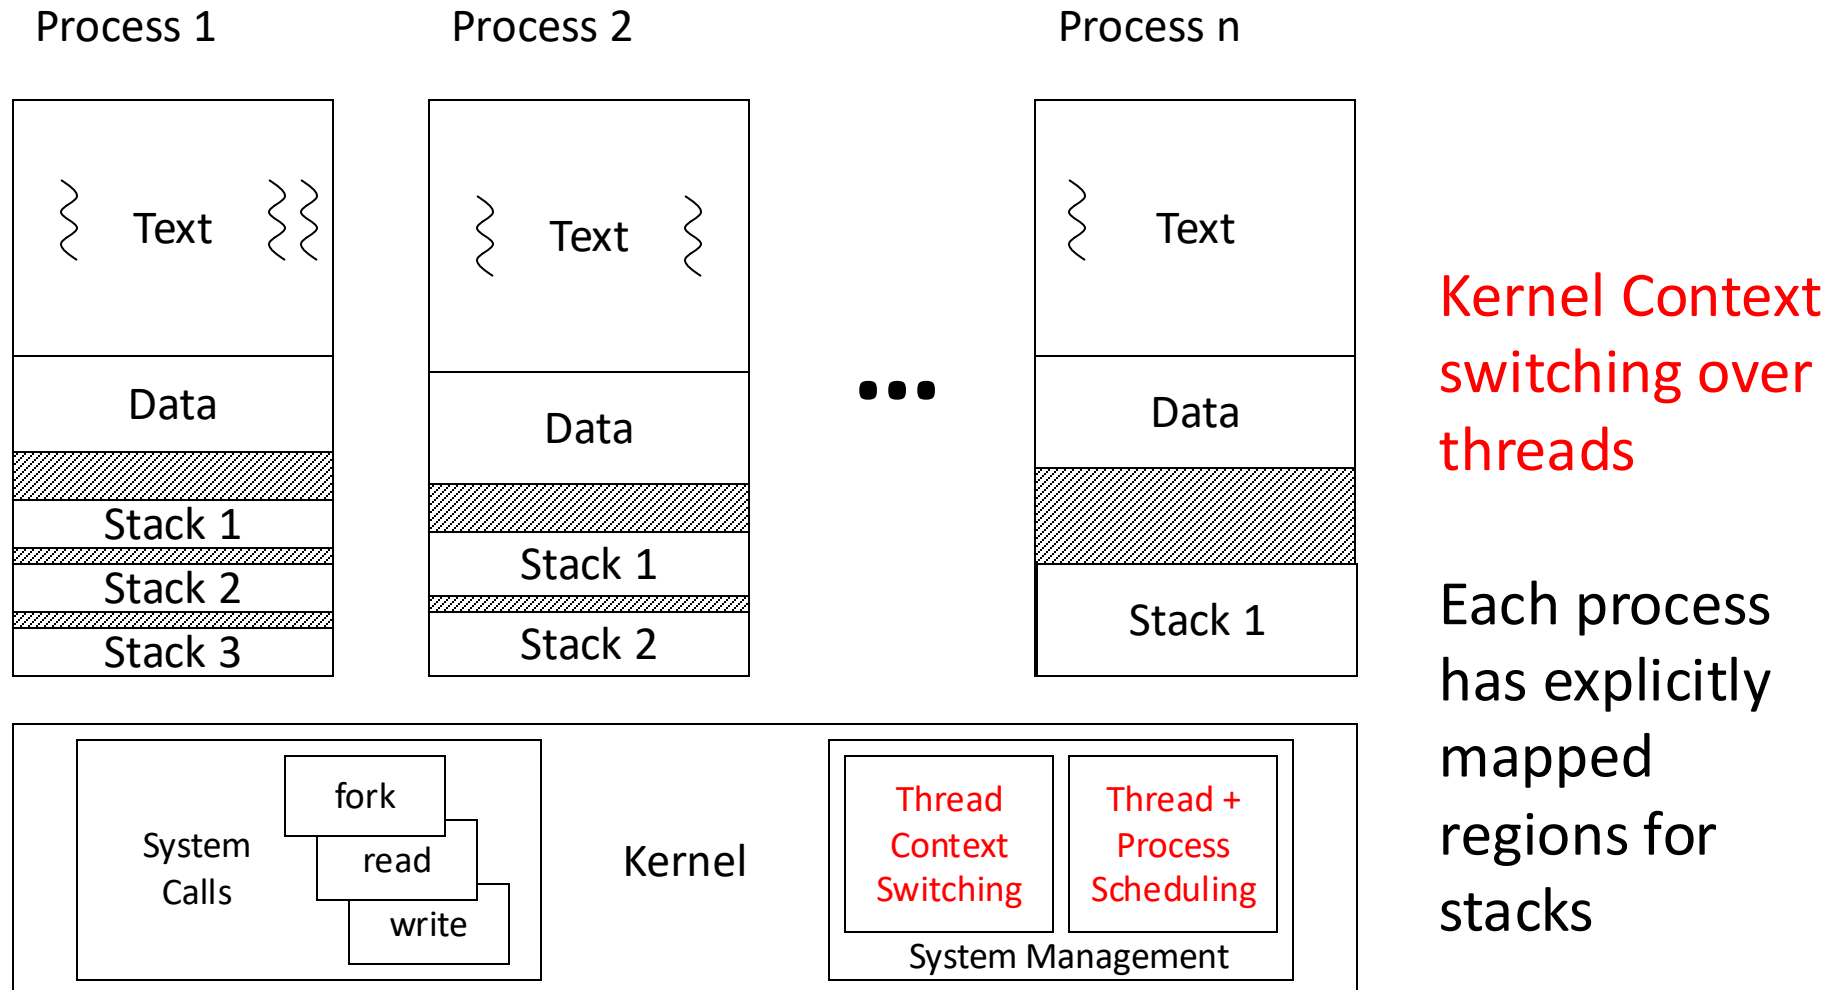 Process 1
Process 2
Process n
Text
Data
Stack 1
Stack 2
Stack 3
Text
Data
Stack 1
Stack 2
...
Text
Data
Stack 1
Kernel Context
switching over
threads
Each process
has explicitly
mapped
regions for
stacks
System
Calls
fork
read
write
Kernel
Thread
Context
Switching
Thread +
Process
Scheduling
System Management